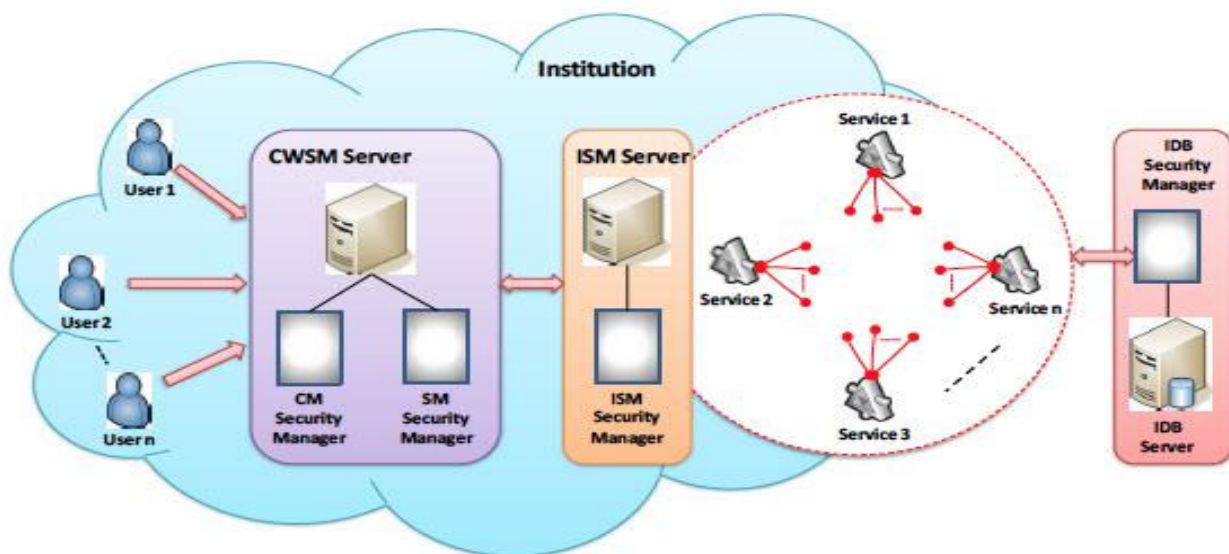 Institution
User 1
User 2
User n
CWSM Server
CM
Security
Manager
SM
Security
Manager
ISM Server
ISM
Security
Manager
Service 1
Service 2
Service n
Service 3
IDB
Security
Manager
IDB
Server